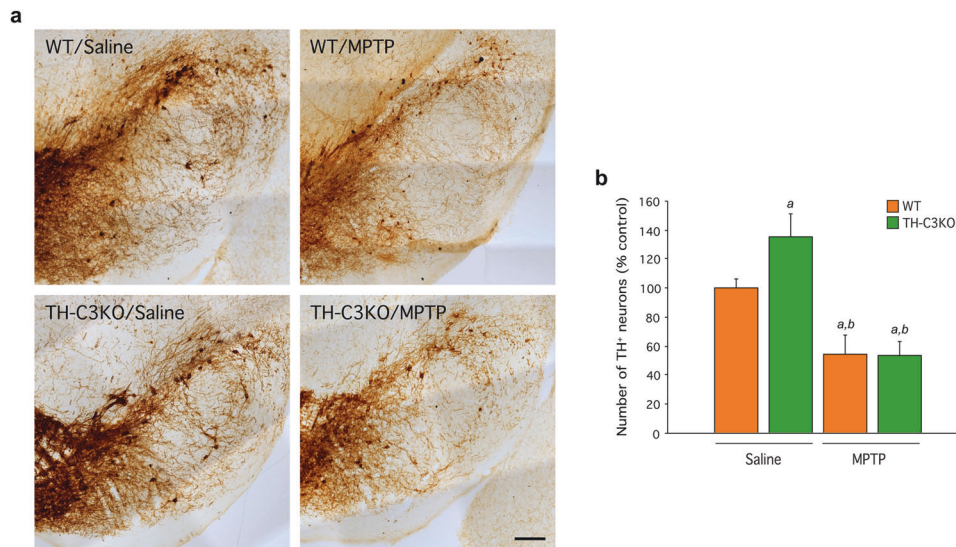 a
WT/Saline
WT/MPTP
TH-C3KO/Saline
TH-C3KO/MPTP
b
Number of TH⁺ neurons (% control)
160
140
120
100
80
60
40
20
0
a
a,b
a,b
WT
TH-C3KO
Saline
MPTP